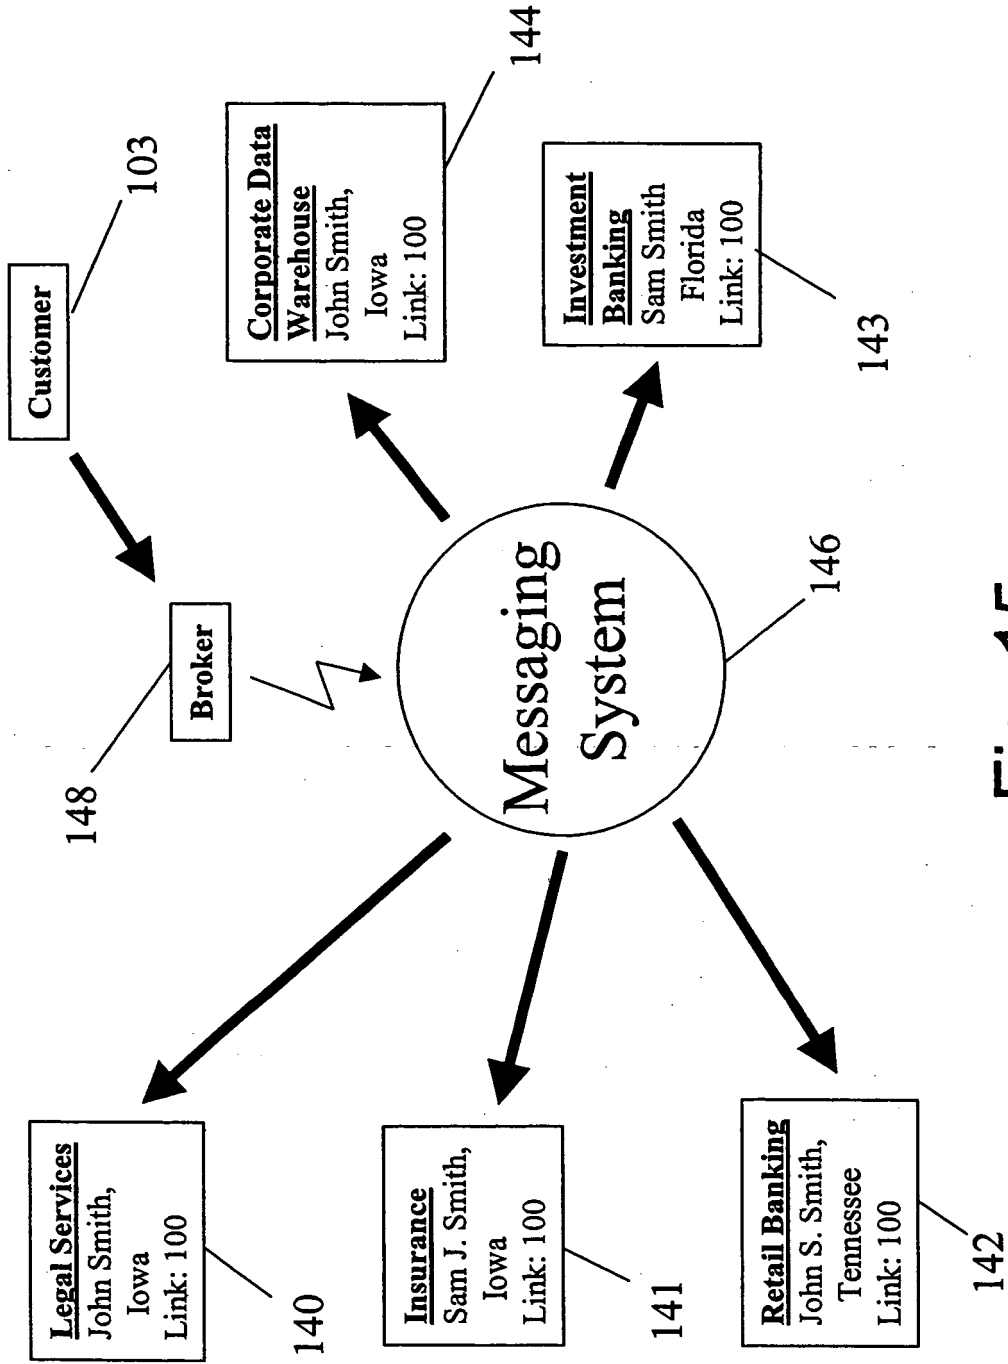 Customer
103
148
Broker
Legal Services
John Smith,
Iowa
Link: 100
140
Corporate Data
Warehouse
John Smith,
Iowa
Link: 100
144
Messaging
System
146
Insurance
Sam J. Smith,
Iowa
Link: 100
141
Investment
Banking
Sam Smith
Florida
Link: 100
143
Retail Banking
John S. Smith,
Tennessee
Link: 100
142